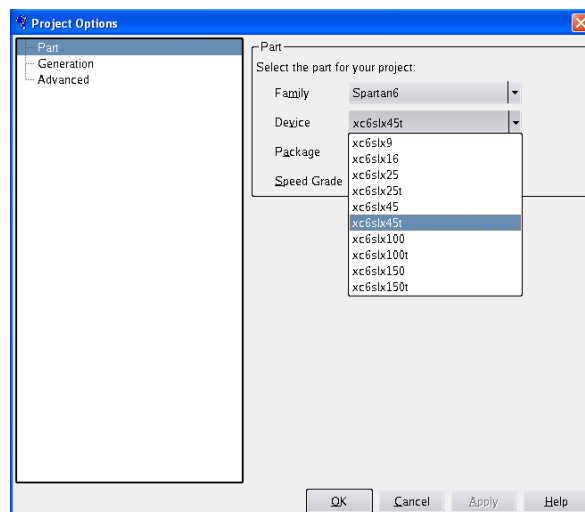 Project Options
Part
Generation
Advanced
Part
Select the part for your project:
Family Spartan6
Device xc6slx45t
Package
Speed Grade
xc6slx9
xc6slx16
xc6slx25
xc6slx25t
xc6slx45
xc6slx45t
xc6slx100
xc6slx100t
xc6slx150
xc6slx150t
OK Cancel Apply Help